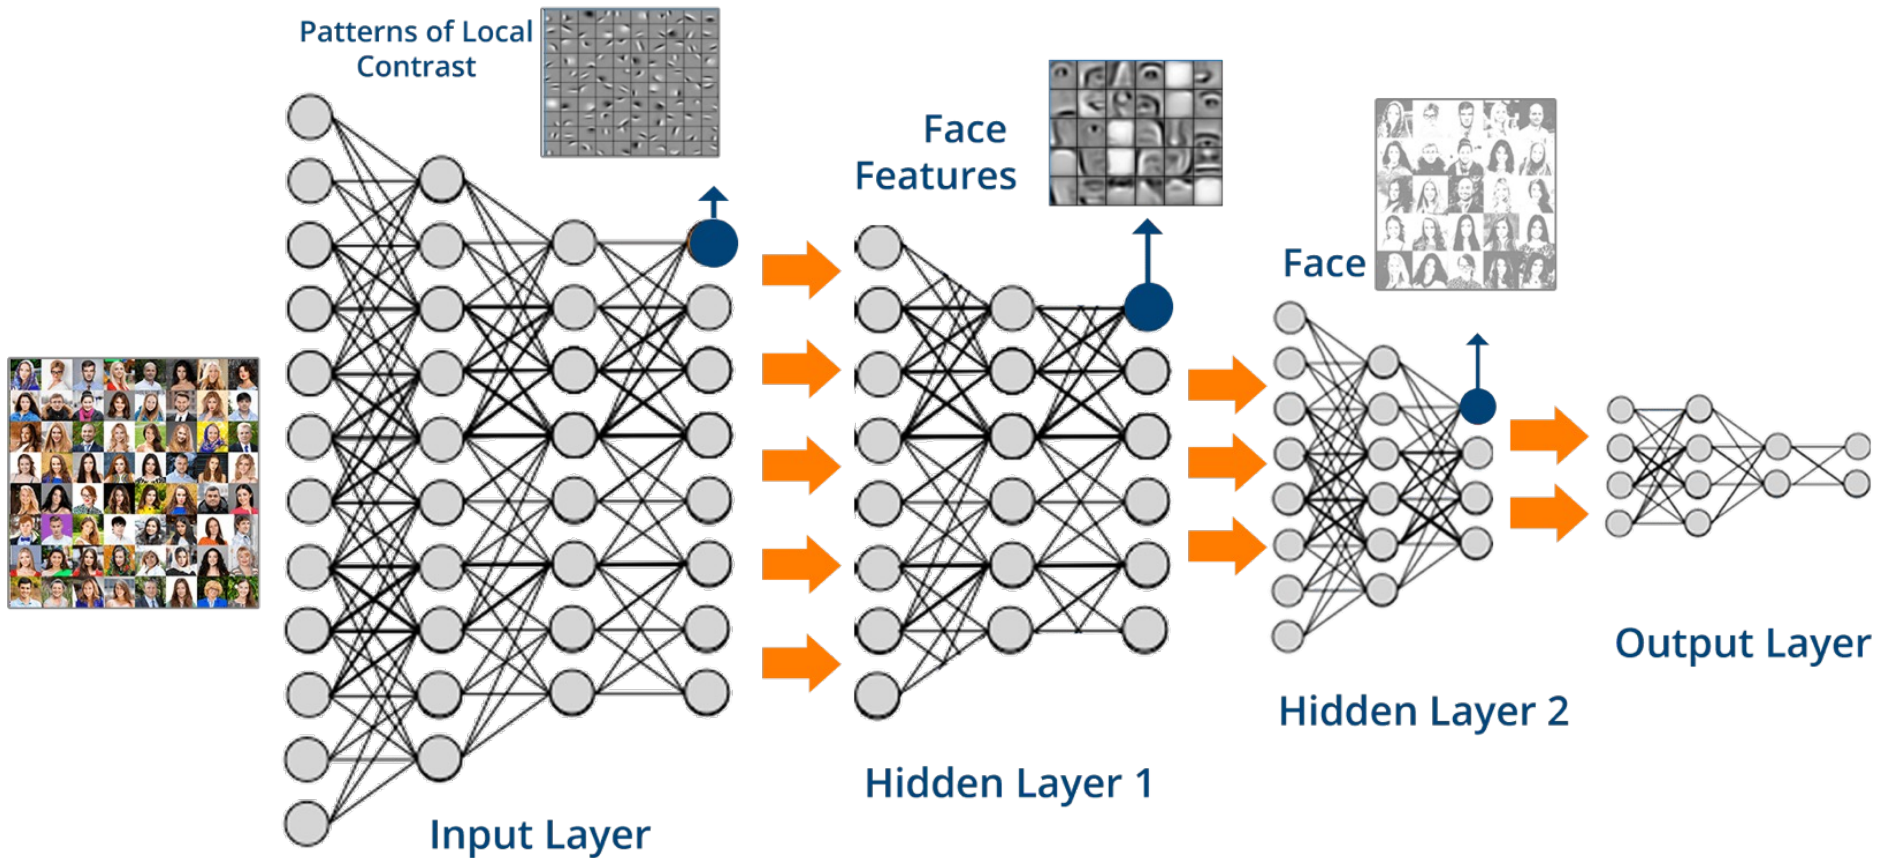 Patterns of Local
Contrast
Face
Features
Face
Input Layer
Hidden Layer 1
Hidden Layer 2
Output Layer